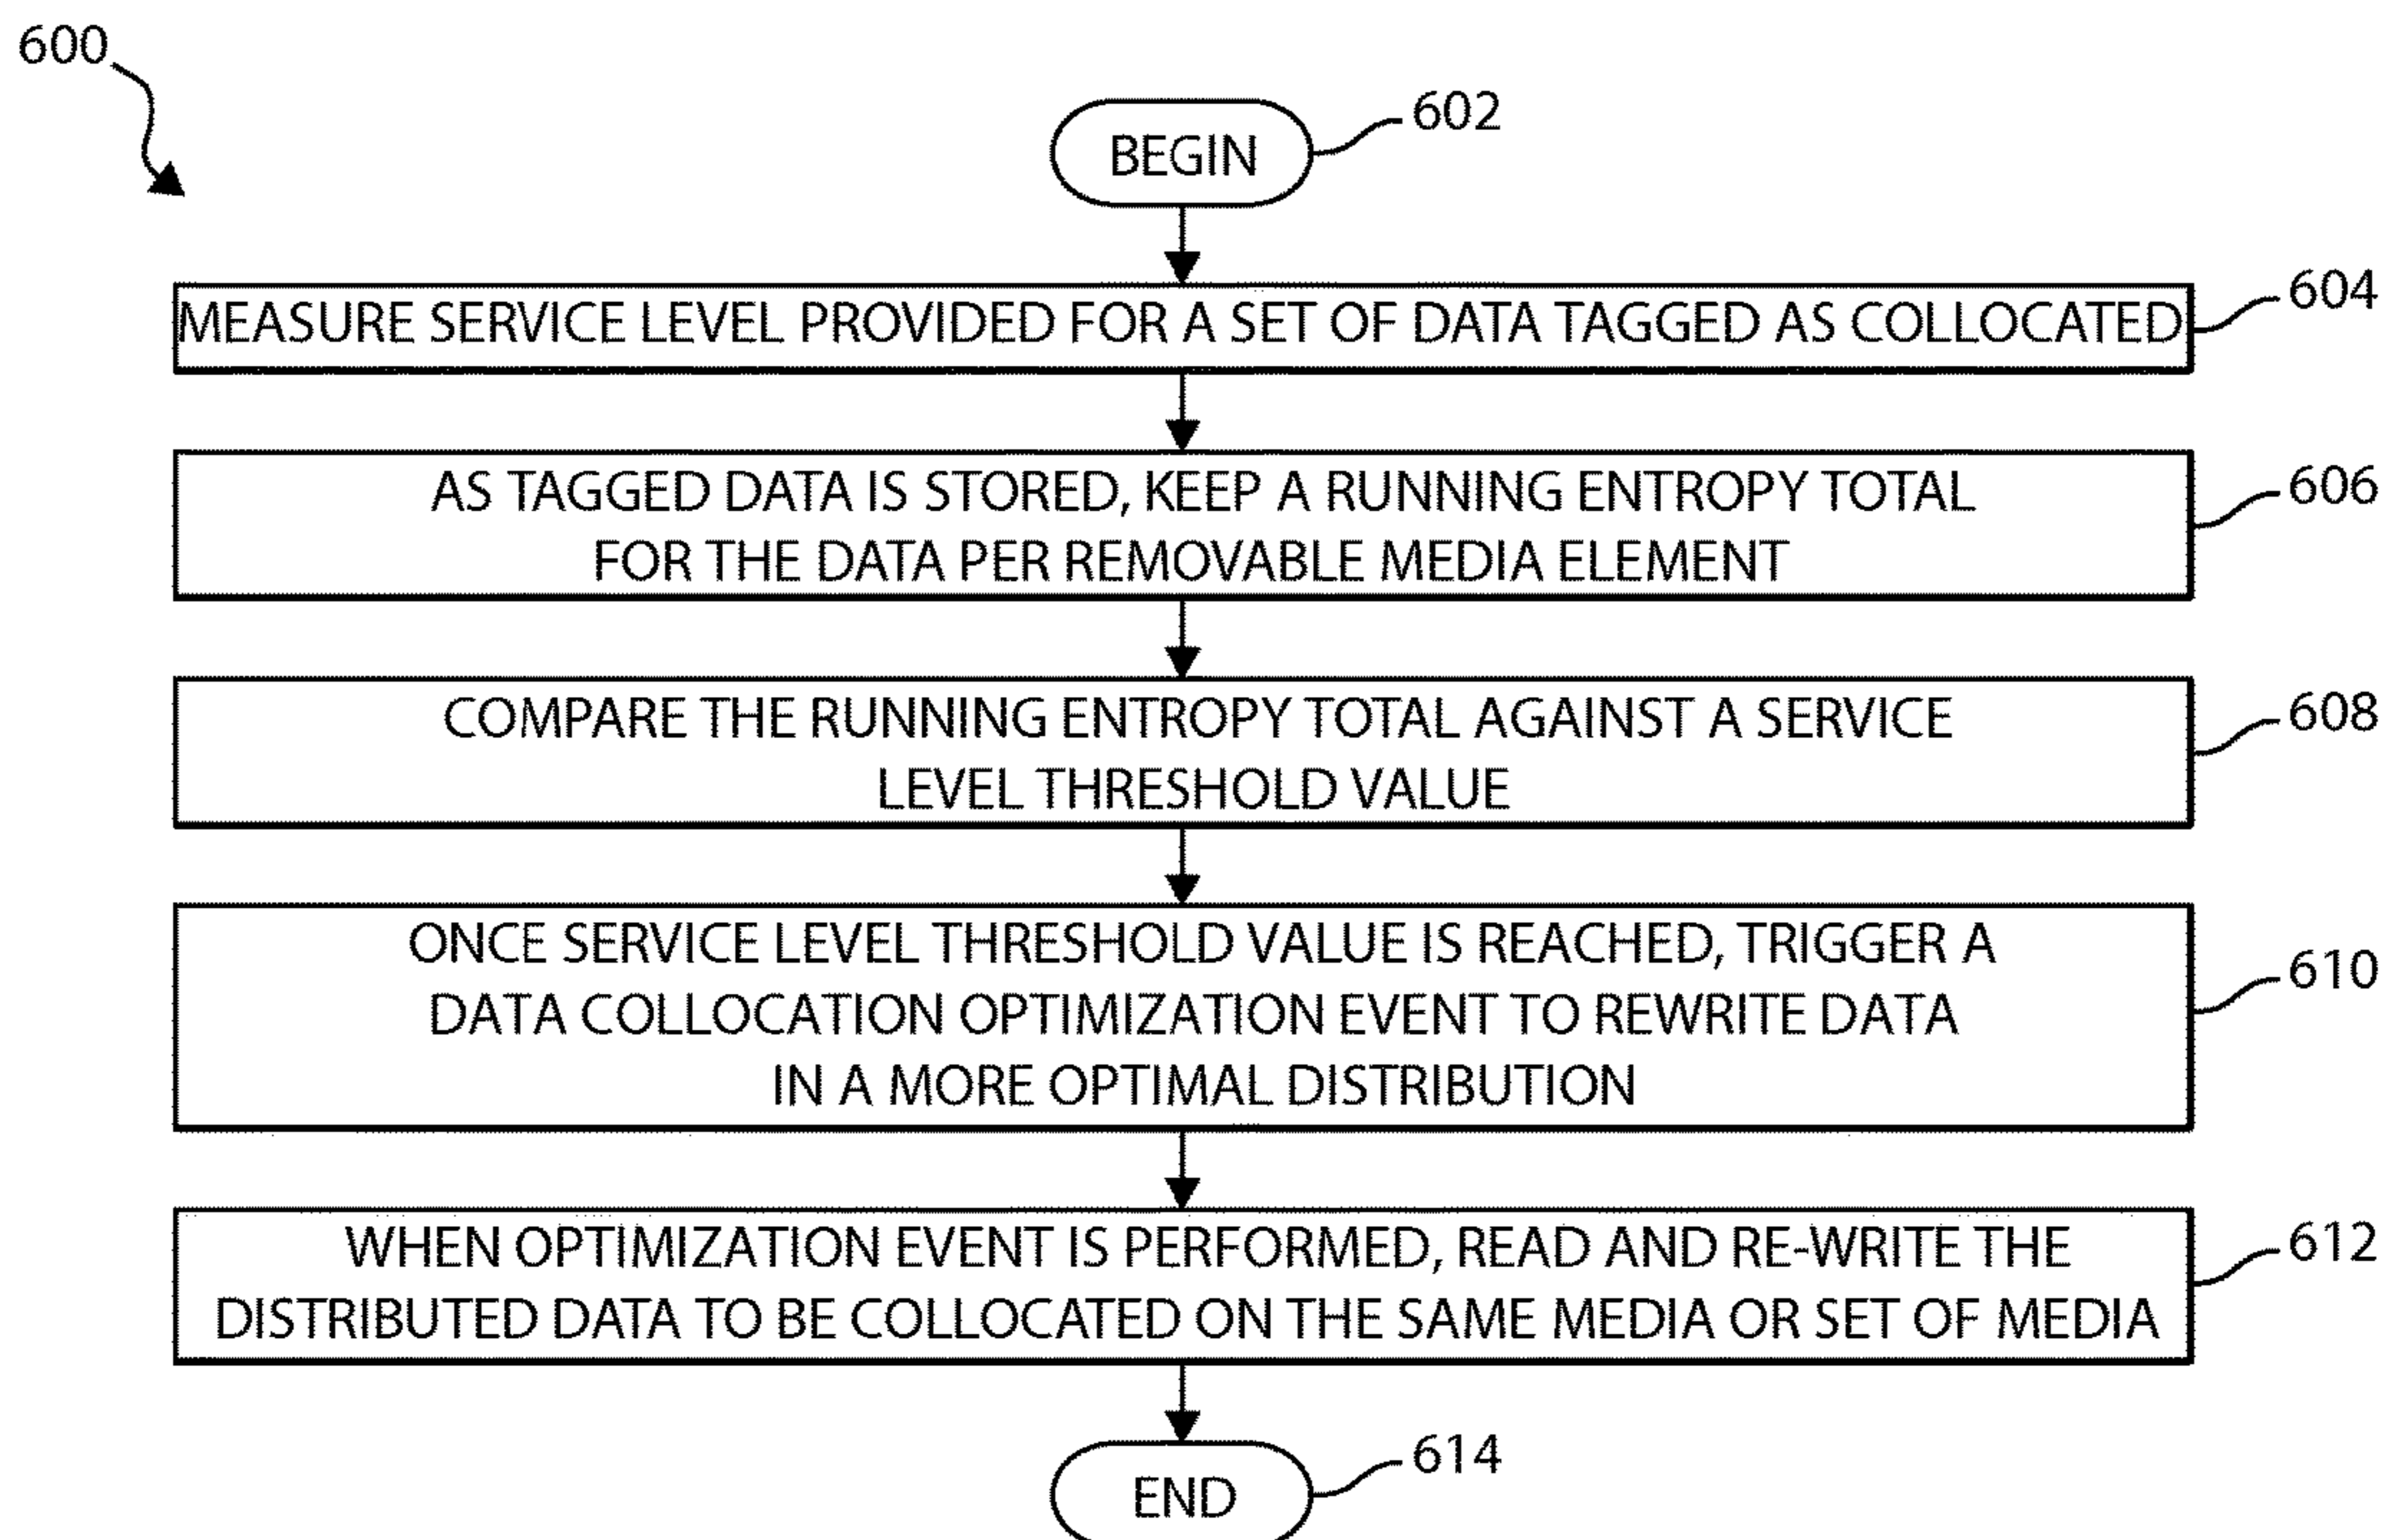 600
BEGIN
602
MEASURE SERVICE LEVEL PROVIDED FOR A SET OF DATA TAGGED AS COLLOCATED
604
AS TAGGED DATA IS STORED, KEEP A RUNNING ENTROPY TOTAL
FOR THE DATA PER REMOVABLE MEDIA ELEMENT
606
COMPARE THE RUNNING ENTROPY TOTAL AGAINST A SERVICE
LEVEL THRESHOLD VALUE
608
ONCE SERVICE LEVEL THRESHOLD VALUE IS REACHED, TRIGGER A
DATA COLLOCATION OPTIMIZATION EVENT TO REWRITE DATA
IN A MORE OPTIMAL DISTRIBUTION
610
WHEN OPTIMIZATION EVENT IS PERFORMED, READ AND RE-WRITE THE
DISTRIBUTED DATA TO BE COLLOCATED ON THE SAME MEDIA OR SET OF MEDIA
612
END
614